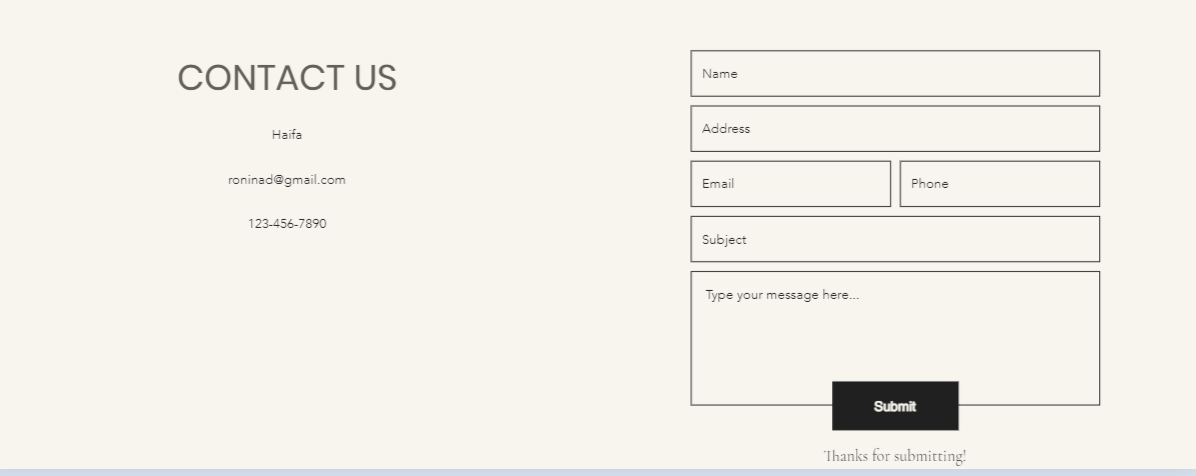 CONTACT US
Haifa
roninad@gmail.com
123-456-7890
Name
Address
Email
Phone
Subject
Type your message here...
Submit
Thanks for submitting!